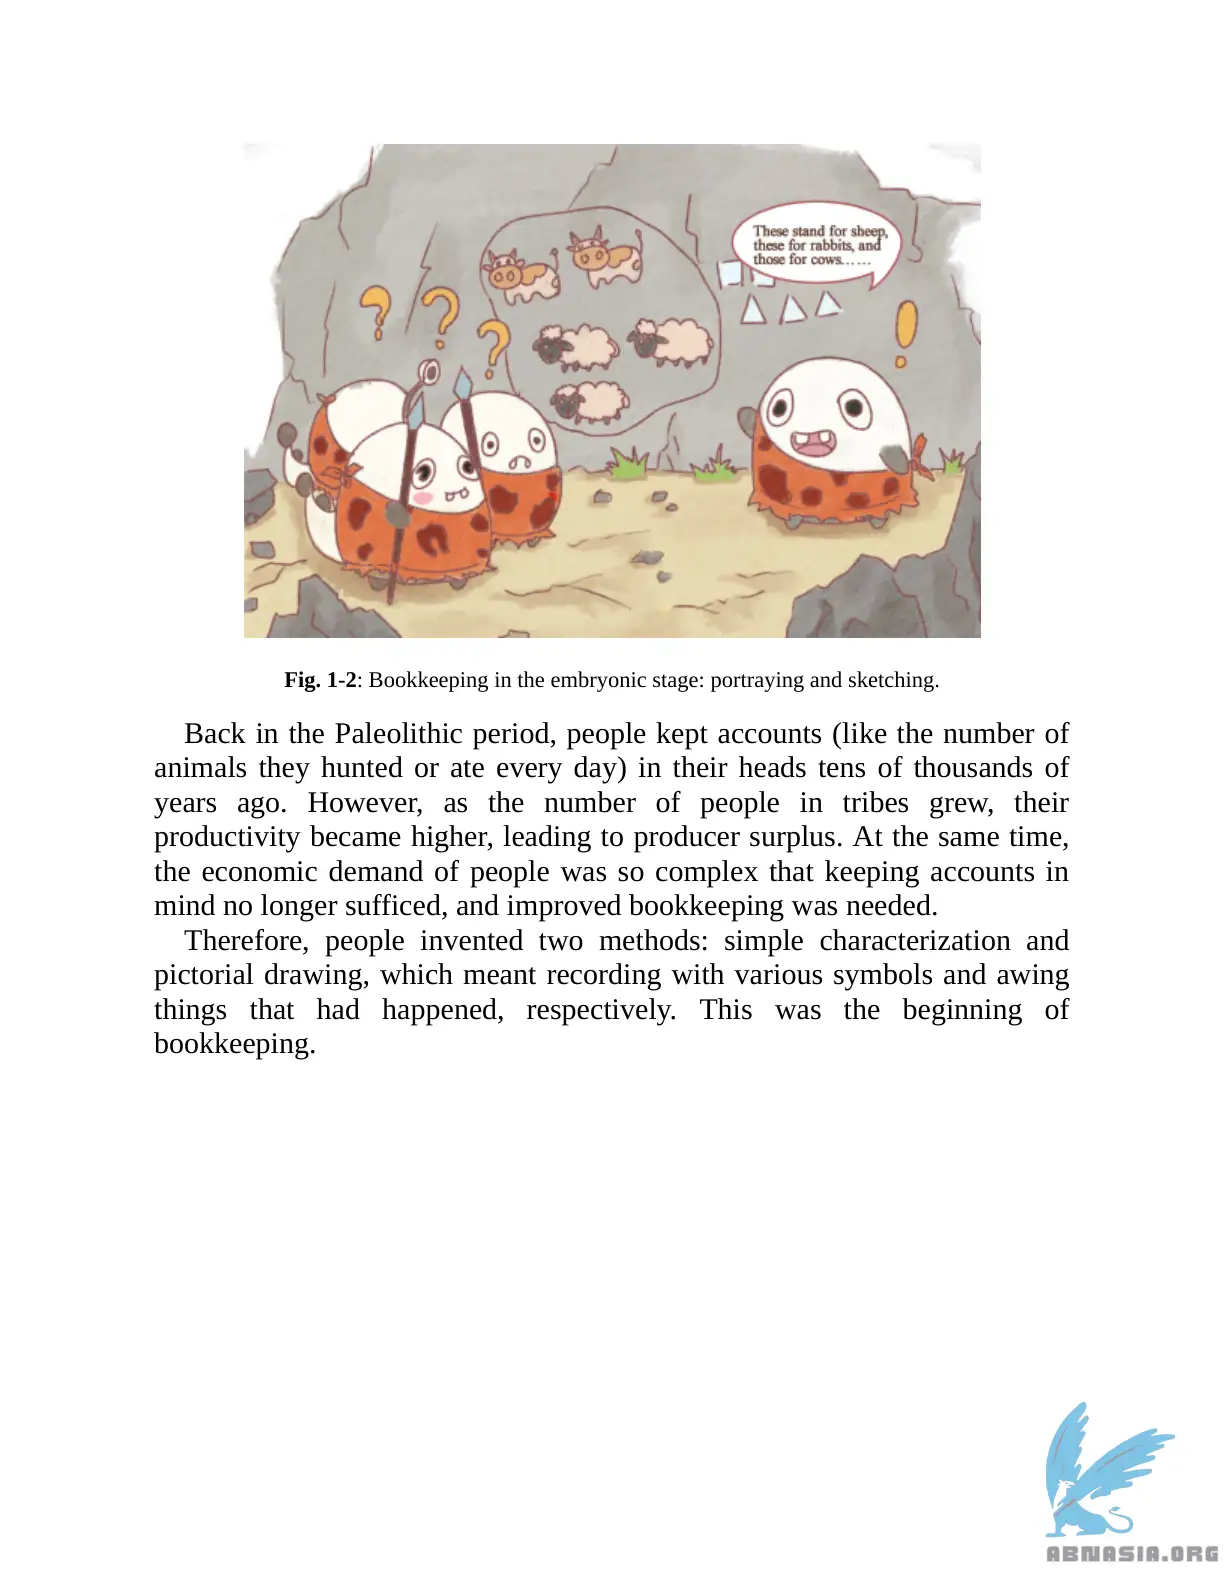 These stand for sheep,
these for rabbits, and
those for cows……
Fig. 1-2: Bookkeeping in the embryonic stage: portraying and sketching.
Back in the Paleolithic period, people kept accounts (like the number of
animals they hunted or ate every day) in their heads tens of thousands of
years ago. However, as the number of people in tribes grew, their
productivity became higher, leading to producer surplus. At the same time,
the economic demand of people was so complex that keeping accounts in
mind no longer sufficed, and improved bookkeeping was needed.
Therefore, people invented two methods: simple characterization and
pictorial drawing, which meant recording with various symbols and awing
things that had happened, respectively. This was the beginning of
bookkeeping.
ABNASIA.ORG